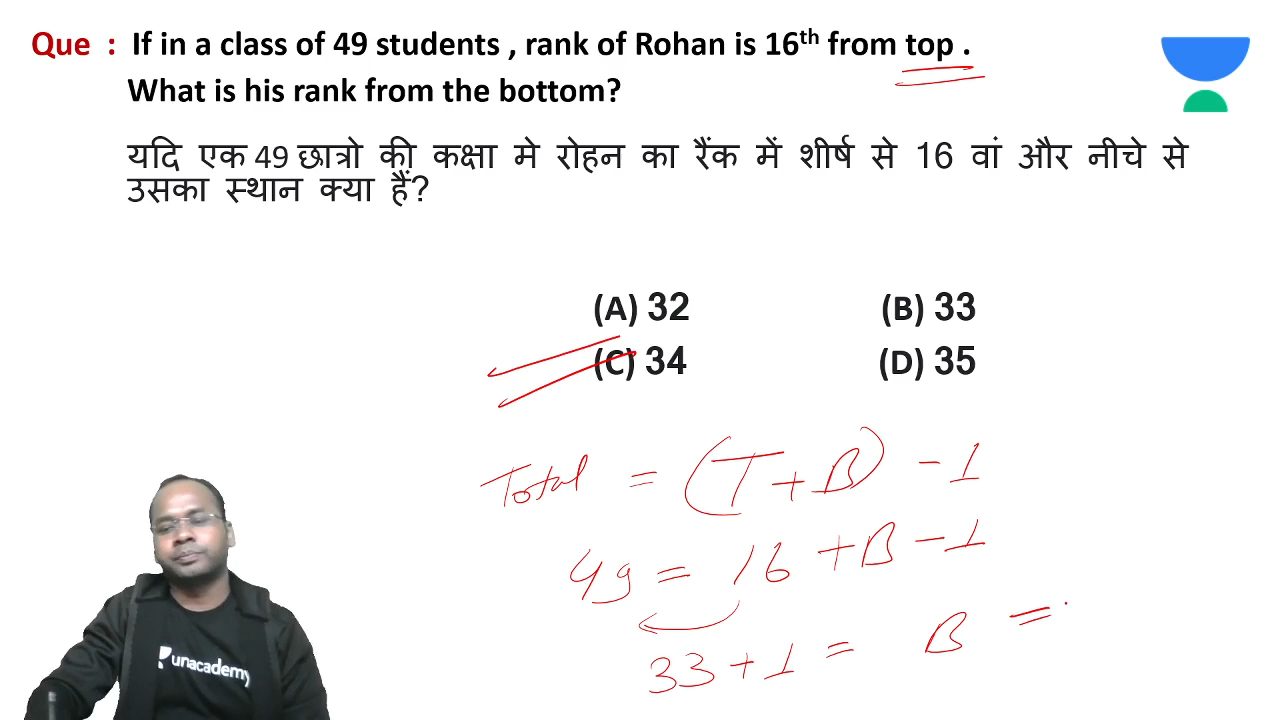 Que : If in a class of 49 students , rank of Rohan is 16th from top .
What is his rank from the bottom?
यदि एक 49 छात्रो की कक्षा मे रोहन का रैंक में शीर्ष से 16 वां और नीचे से
उसका स्थान क्या हैं?
(A) 32 (B) 33
(C) 34 (D) 35
Total = (T + B) - 1
49 = 16 + B - 1
33 + 1 = B =
unacademy